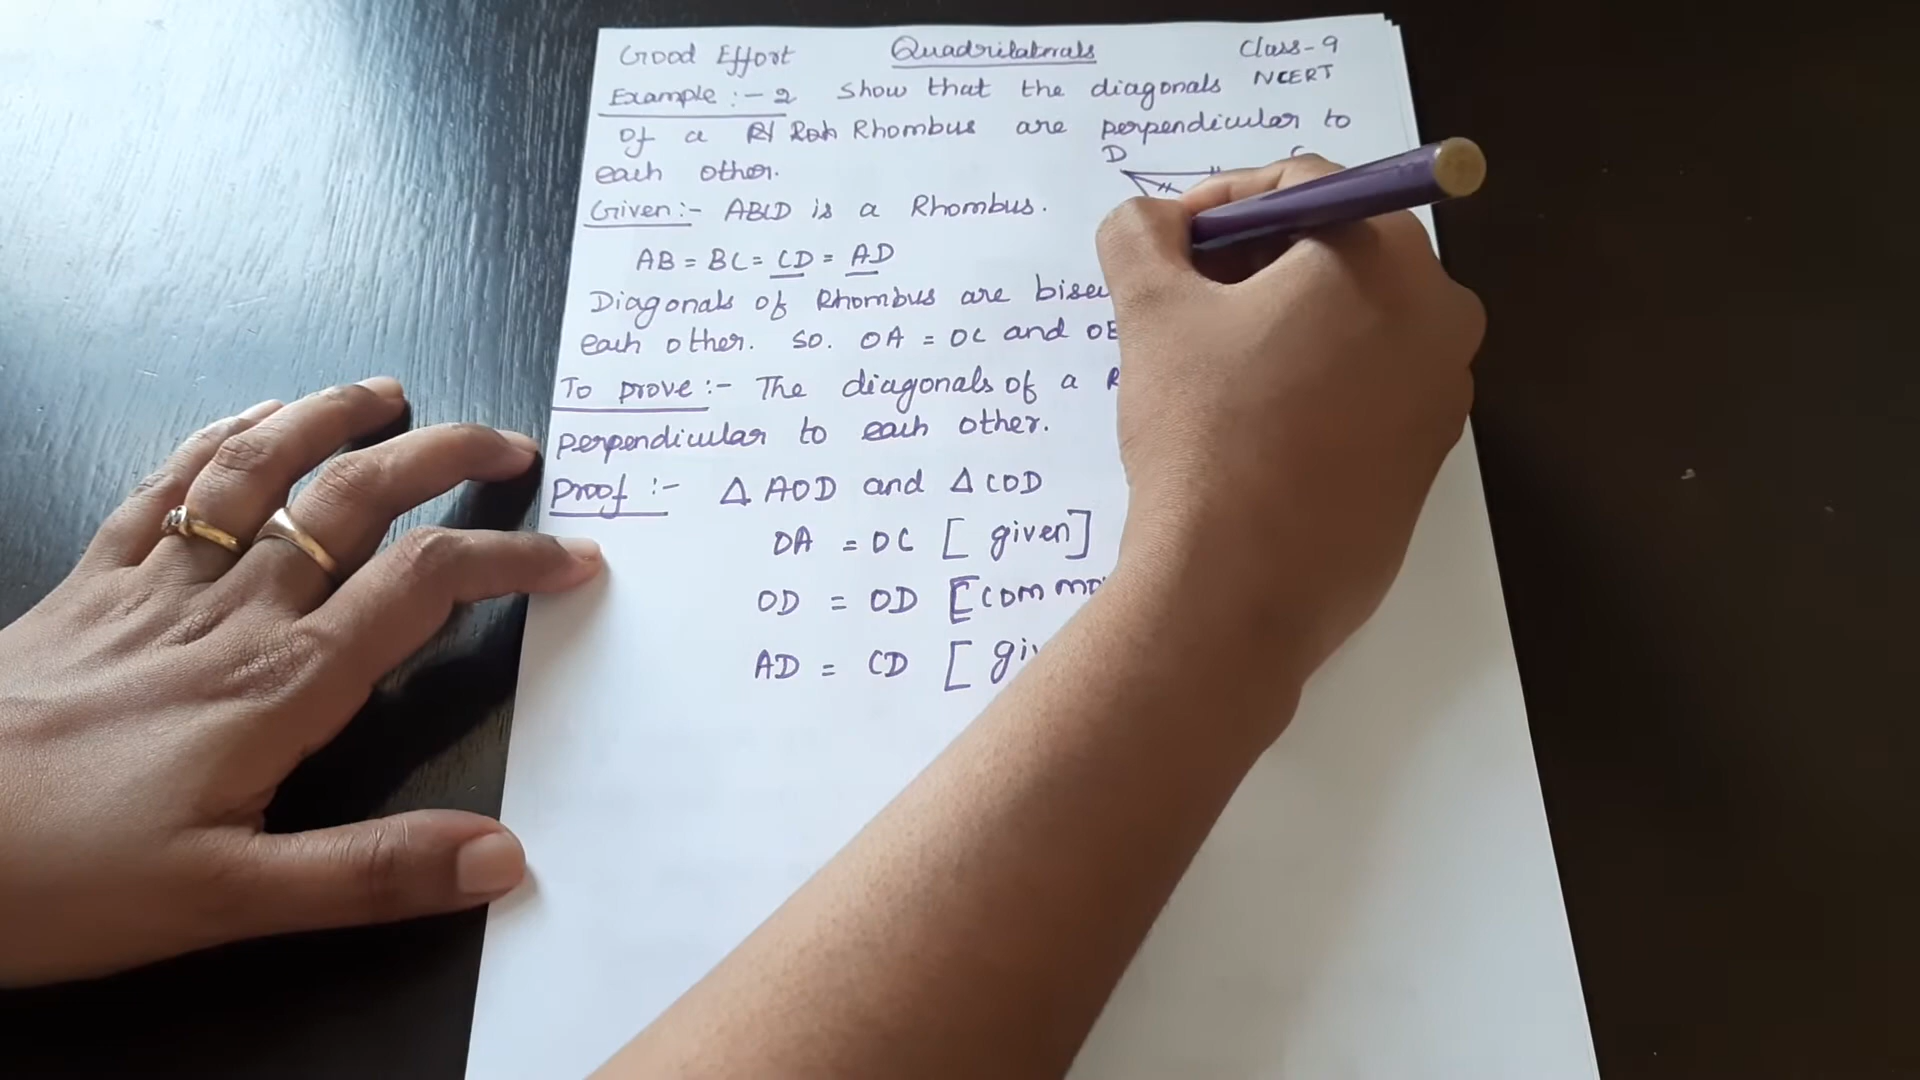 Good Effort Quadrilaterals Class-9
NCERT
Example :- 2 Show that the diagonals
of a Rhombus are perpendicular to
each other.
D
Given :- ABCD is a Rhombus.
AB = BC = CD = AD
Diagonals of Rhombus are
each other. So. OA = OC and
To prove :- The diagonals of a
perpendicular to each other.
Proof :- Δ AOD and Δ COD
OA = OC [ given ]
OD = OD [
AD = CD [